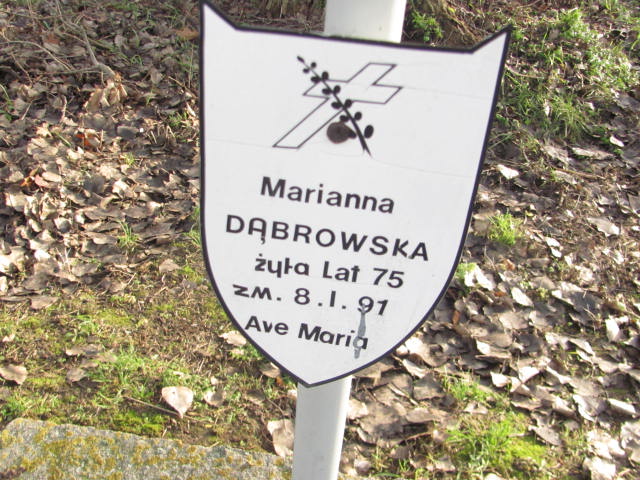 Marianna
DĄBROWSKA
żyła Lat 75
zm. 8.I.91
Ave Maria